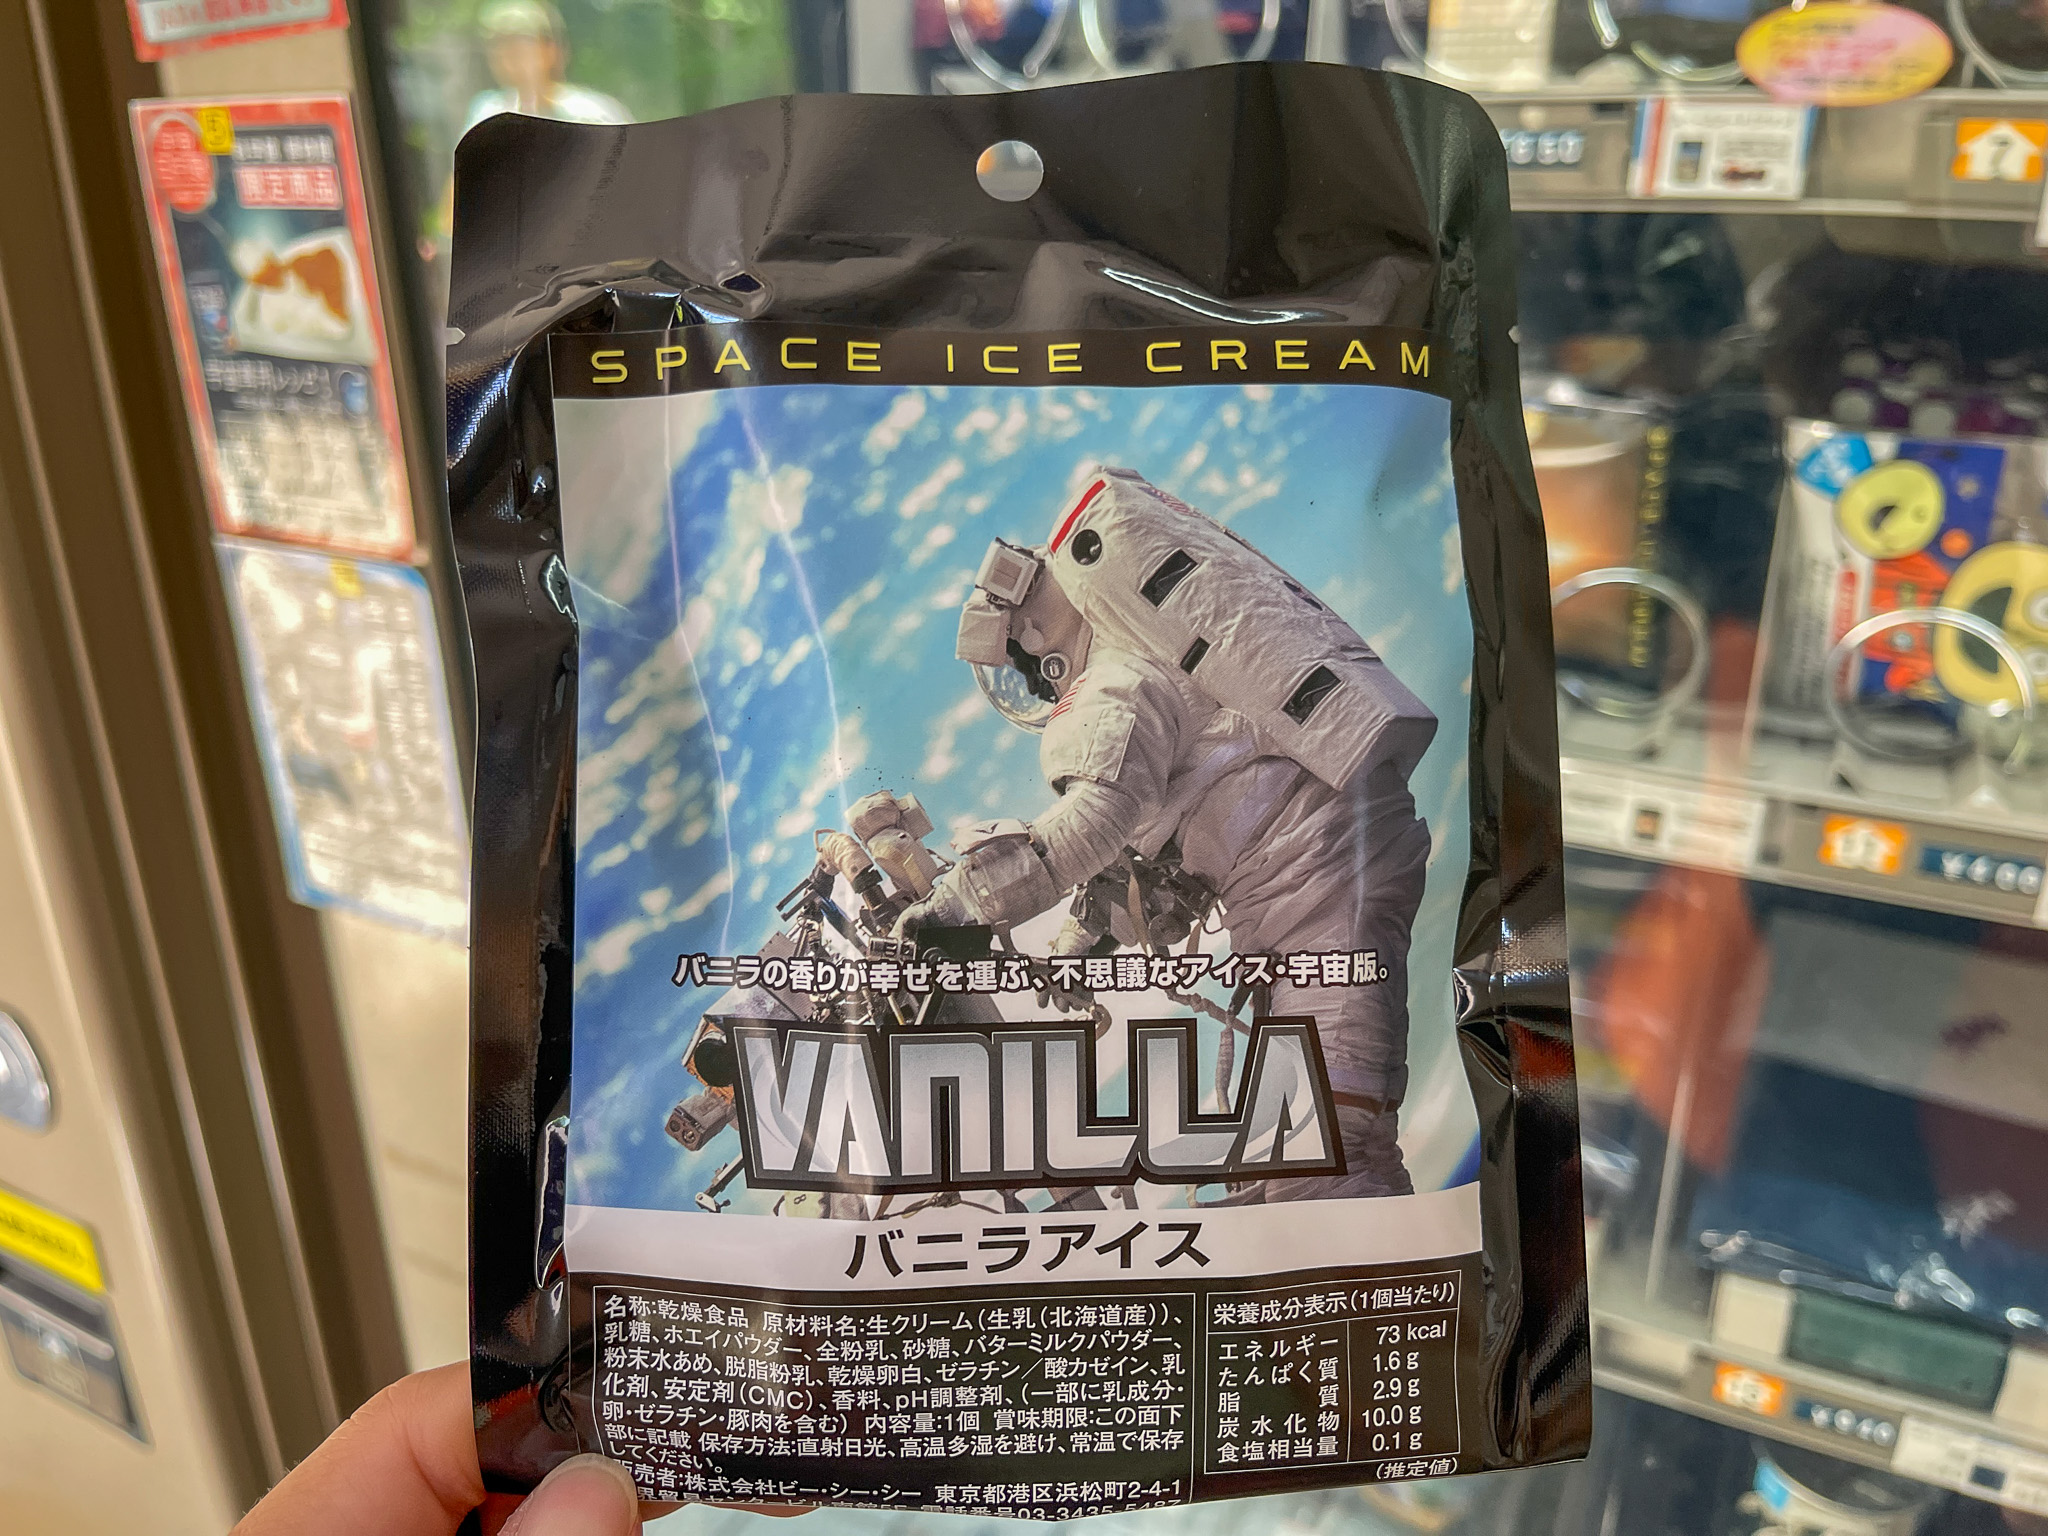 SPACE ICE CREAM
バニラの香りが幸せを運ぶ、不思議なアイス・宇宙版。
VANILLA
バニラアイス
名称:乾燥食品 原材料名:生クリーム(生乳(北海道産))、
乳糖、ホエイパウダー、全粉乳、砂糖、バターミルクパウダー、
粉末水あめ、脱脂粉乳、乾燥卵白、ゼラチン/酸カゼイン、乳
化剤、安定剤(CMC)、香料、pH調整剤、(一部に乳成分・
卵・ゼラチン・豚肉を含む) 内容量:1個 賞味期限:この面下
部に記載 保存方法:直射日光、高温多湿を避け、常温で保存
してください。
販売者:株式会社ビー・シー・シー 東京都港区浜松町2-4-1
03-3435-5487
栄養成分表示(1個当たり)
エネルギー 73 kcal
たんぱく質 1.6 g
脂質 2.9 g
炭水化物 10.0 g
食塩相当量 0.1 g
(推定値)
限定商品
7